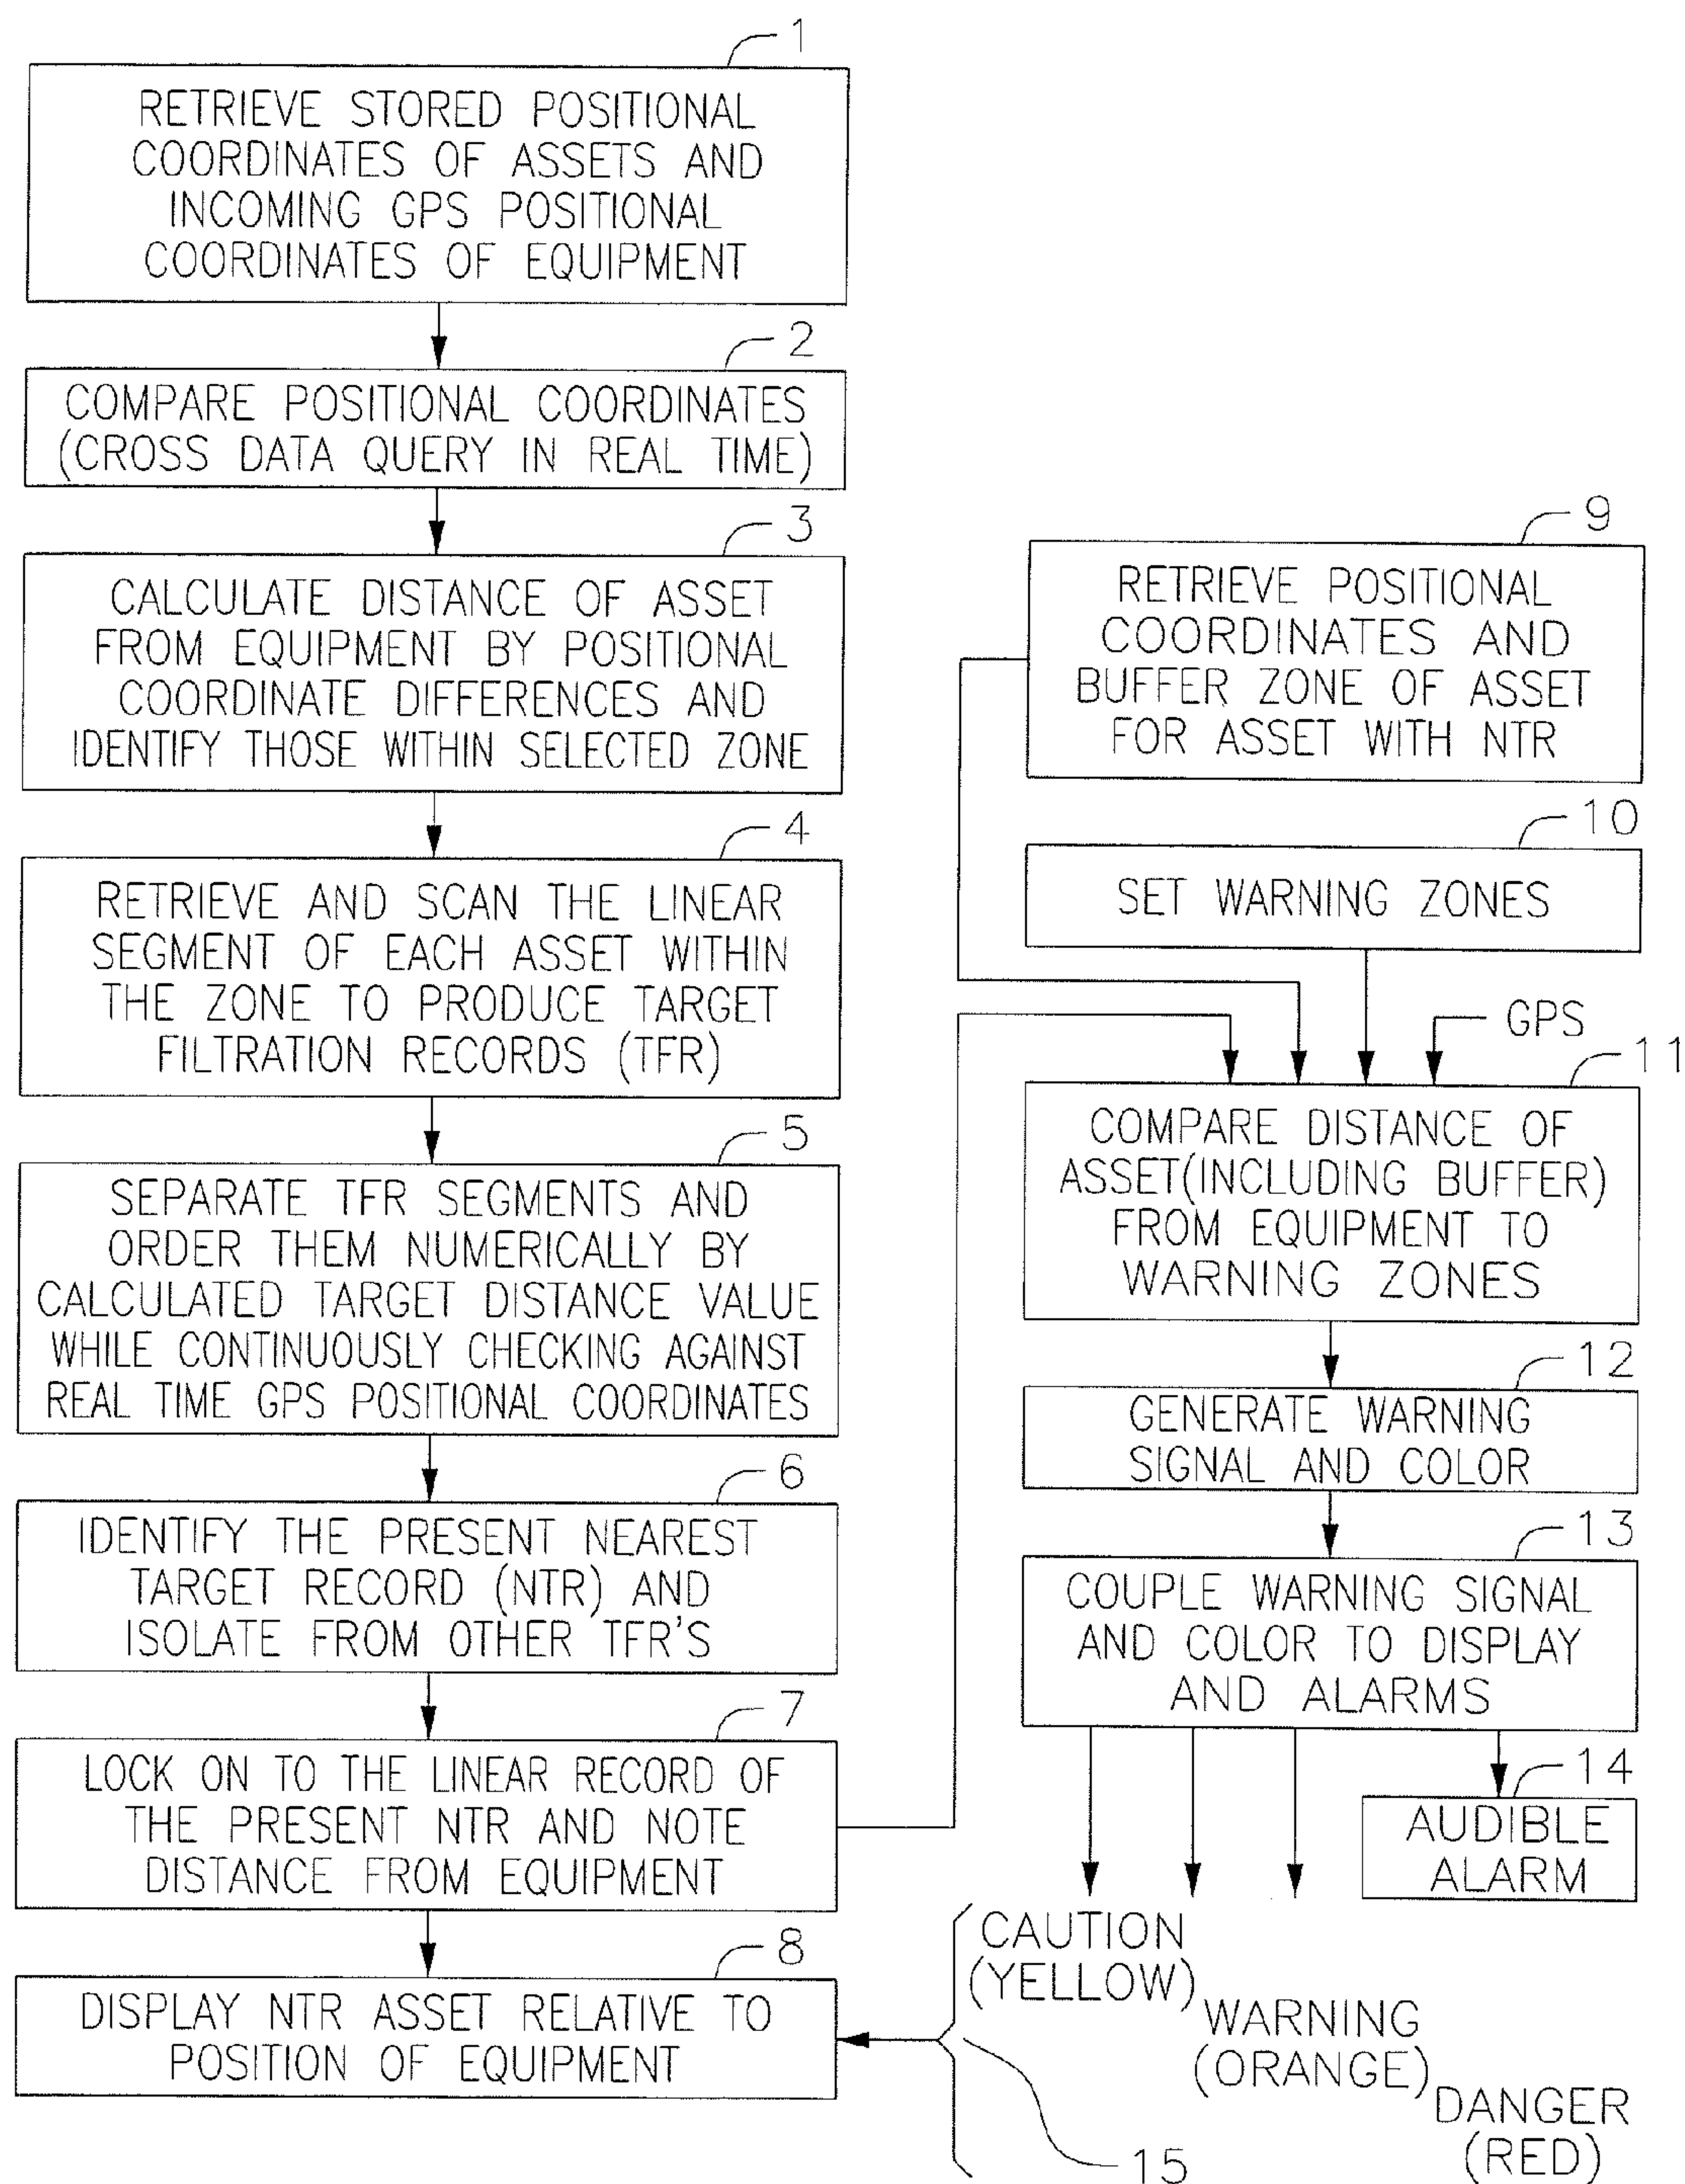 1
RETRIEVE STORED POSITIONAL
COORDINATES OF ASSETS AND
INCOMING GPS POSITIONAL
COORDINATES OF EQUIPMENT
2
COMPARE POSITIONAL COORDINATES
(CROSS DATA QUERY IN REAL TIME)
3
CALCULATE DISTANCE OF ASSET
FROM EQUIPMENT BY POSITIONAL
COORDINATE DIFFERENCES AND
IDENTIFY THOSE WITHIN SELECTED ZONE
4
RETRIEVE AND SCAN THE LINEAR
SEGMENT OF EACH ASSET WITHIN
THE ZONE TO PRODUCE TARGET
FILTRATION RECORDS (TFR)
5
SEPARATE TFR SEGMENTS AND
ORDER THEM NUMERICALLY BY
CALCULATED TARGET DISTANCE VALUE
WHILE CONTINUOUSLY CHECKING AGAINST
REAL TIME GPS POSITIONAL COORDINATES
6
IDENTIFY THE PRESENT NEAREST
TARGET RECORD (NTR) AND
ISOLATE FROM OTHER TFR'S
7
LOCK ON TO THE LINEAR RECORD OF
THE PRESENT NTR AND NOTE
DISTANCE FROM EQUIPMENT
8
DISPLAY NTR ASSET RELATIVE TO
POSITION OF EQUIPMENT
9
RETRIEVE POSITIONAL
COORDINATES AND
BUFFER ZONE OF ASSET
FOR ASSET WITH NTR
10
SET WARNING ZONES
GPS
11
COMPARE DISTANCE OF
ASSET(INCLUDING BUFFER)
FROM EQUIPMENT TO
WARNING ZONES
12
GENERATE WARNING
SIGNAL AND COLOR
13
COUPLE WARNING SIGNAL
AND COLOR TO DISPLAY
AND ALARMS
14
AUDIBLE
ALARM
CAUTION
(YELLOW)
WARNING
(ORANGE)
DANGER
(RED)
15